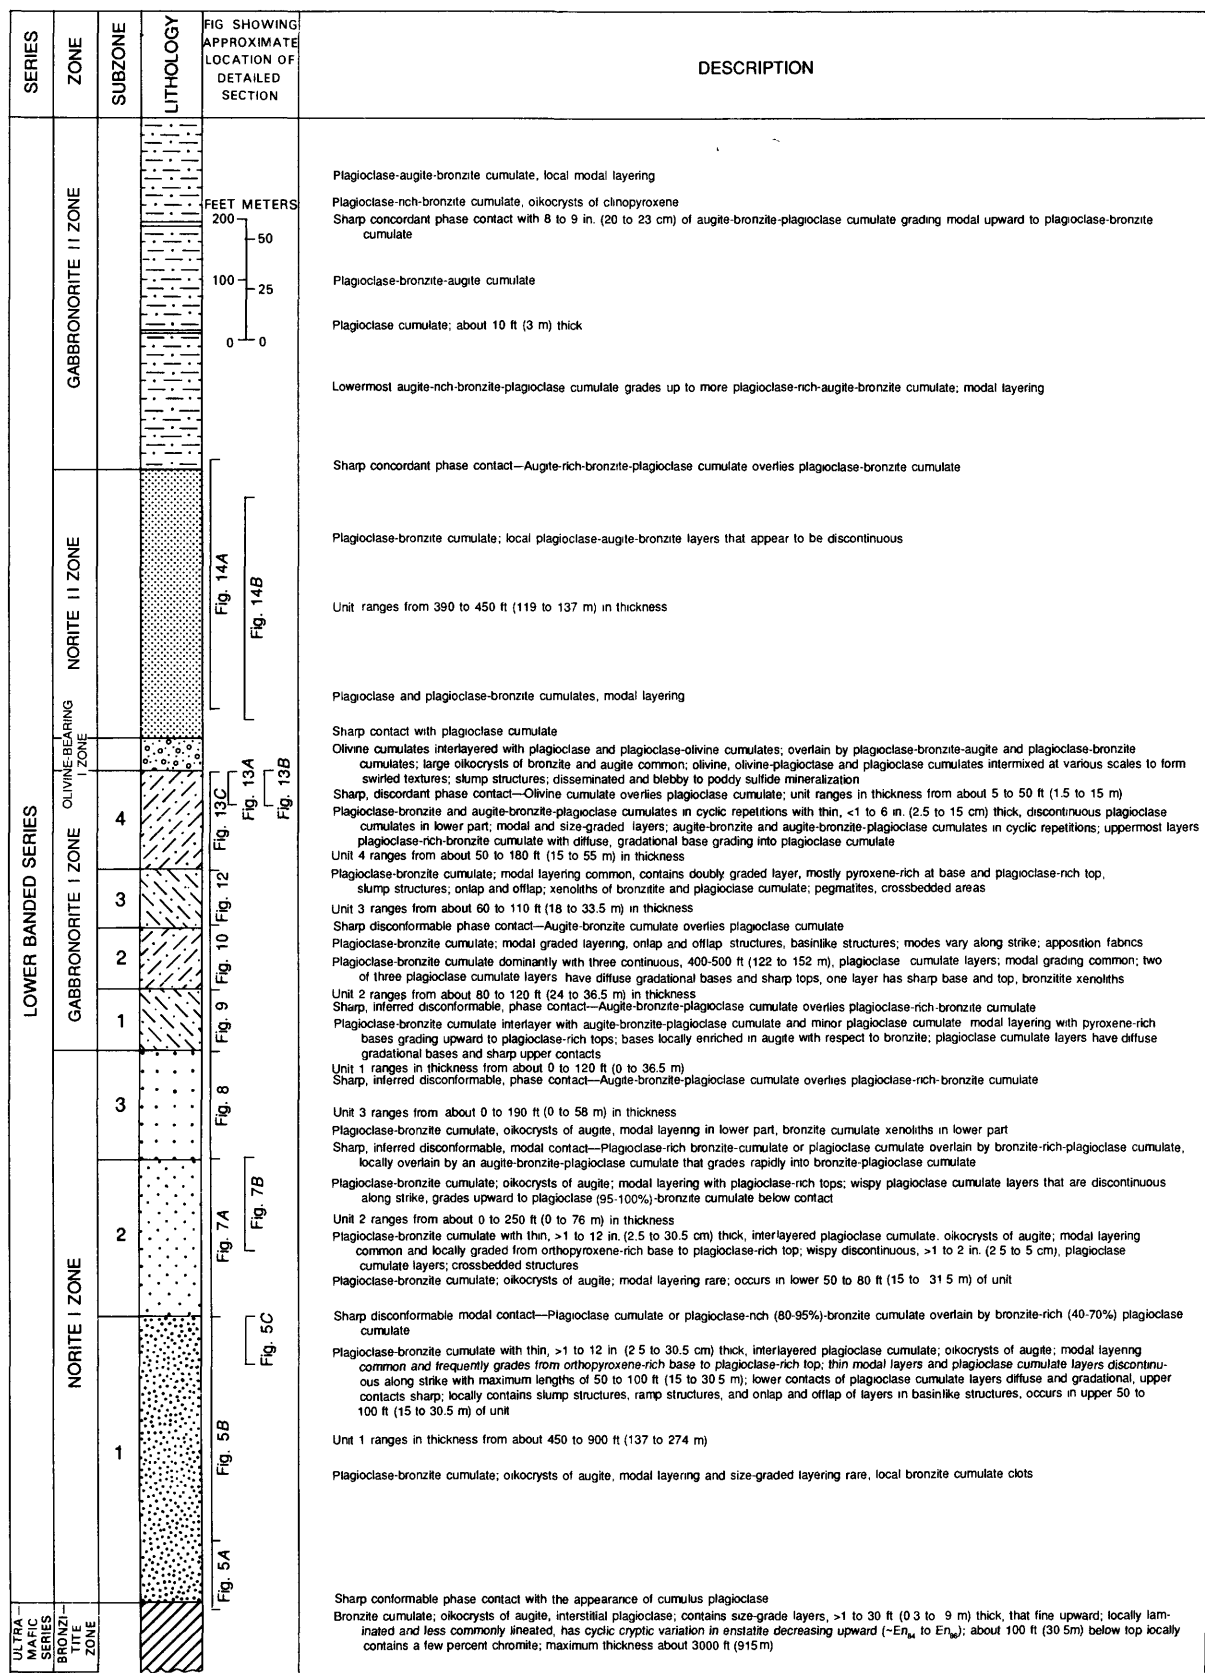 SERIES
ZONE
SUBZONE
LITHOLOGY
FIG SHOWING
APPROXIMATE
LOCATION OF
DETAILED
SECTION
DESCRIPTION
LOWER BANDED SERIES
ULTRA—
MAFIC
SERIES
GABBRONORITE II ZONE
NORITE II ZONE
OLIVINE-BEARING
I ZONE
GABBRONORITE I ZONE
NORITE I ZONE
BRONZI—
TITE
ZONE
4
3
2
1
3
2
1
FEET METERS
200
50
100
25
0
0
Fig. 14A
Fig. 14B
Fig. 13C
Fig. 13A
Fig. 13B
Fig. 12
Fig. 10
Fig. 9
Fig. 8
Fig. 7A
Fig. 7B
Fig. 5C
Fig. 5B
Fig. 5A
Plagioclase-augite-bronzite cumulate, local modal layering
Plagioclase-rich-bronzite cumulate, oikocrysts of clinopyroxene
Sharp concordant phase contact with 8 to 9 in. (20 to 23 cm) of augite-bronzite-plagioclase cumulate grading modal upward to plagioclase-bronzite
cumulate
Plagioclase-bronzite-augite cumulate
Plagioclase cumulate; about 10 ft (3 m) thick
Lowermost augite-rich-bronzite-plagioclase cumulate grades up to more plagioclase-rich-augite-bronzite cumulate; modal layering
Sharp concordant phase contact—Augite-rich-bronzite-plagioclase cumulate overlies plagioclase-bronzite cumulate
Plagioclase-bronzite cumulate; local plagioclase-augite-bronzite layers that appear to be discontinuous
Unit ranges from 390 to 450 ft (119 to 137 m) in thickness
Plagioclase and plagioclase-bronzite cumulates, modal layering
Sharp contact with plagioclase cumulate
Olivine cumulates interlayered with plagioclase and plagioclase-olivine cumulates; overlain by plagioclase-bronzite-augite and plagioclase-bronzite
cumulates; large oikocrysts of bronzite and augite common; olivine, olivine-plagioclase and plagioclase cumulates intermixed at various scales to form
swirled textures; slump structures; disseminated and blebby to poddy sulfide mineralization
Sharp, discordant phase contact—Olivine cumulate overlies plagioclase cumulate; unit ranges in thickness from about 5 to 50 ft (1.5 to 15 m)
Plagioclase-bronzite and augite-bronzite-plagioclase cumulates in cyclic repetitions with thin, <1 to 6 in. (2.5 to 15 cm) thick, discontinuous plagioclase
cumulates in lower part; modal and size-graded layers; augite-bronzite and augite-bronzite-plagioclase cumulates in cyclic repetitions; uppermost layers
plagioclase-rich-bronzite cumulate with diffuse, gradational base grading into plagioclase cumulate
Unit 4 ranges from about 50 to 180 ft (15 to 55 m) in thickness
Plagioclase-bronzite cumulate; modal layering common, contains doubly graded layer, mostly pyroxene-rich at base and plagioclase-rich top,
slump structures; onlap and offlap; xenoliths of bronzitite and plagioclase cumulate; pegmatites, crossbedded areas
Unit 3 ranges from about 60 to 110 ft (18 to 33.5 m) in thickness
Sharp disconformable phase contact—Augite-bronzite cumulate overlies plagioclase cumulate
Plagioclase-bronzite cumulate; modal graded layering, onlap and offlap structures, basinlike structures; modes vary along strike; apposition fabrics
Plagioclase-bronzite cumulate dominantly with three continuous, 400-500 ft (122 to 152 m), plagioclase cumulate layers; modal grading common; two
of three plagioclase cumulate layers have diffuse gradational bases and sharp tops, one layer has sharp base and top, bronzitite xenoliths
Unit 2 ranges from about 80 to 120 ft (24 to 36.5 m) in thickness
Sharp, inferred disconformable, phase contact—Augite-bronzite-plagioclase cumulate overlies plagioclase-rich-bronzite cumulate
Plagioclase-bronzite cumulate interlayer with augite-bronzite-plagioclase cumulate and minor plagioclase cumulate modal layering with pyroxene-rich
bases grading upward to plagioclase-rich tops; bases locally enriched in augite with respect to bronzite; plagioclase cumulate layers have diffuse
gradational bases and sharp upper contacts
Unit 1 ranges in thickness from about 0 to 120 ft (0 to 36.5 m)
Sharp, inferred disconformable, phase contact—Augite-bronzite-plagioclase cumulate overlies plagioclase-rich-bronzite cumulate
Unit 3 ranges from about 0 to 190 ft (0 to 58 m) in thickness
Plagioclase-bronzite cumulate, oikocrysts of augite, modal layering in lower part, bronzite cumulate xenoliths in lower part
Sharp, inferred disconformable, modal contact—Plagioclase-rich bronzite-cumulate or plagioclase cumulate overlain by bronzite-rich-plagioclase cumulate,
locally overlain by an augite-bronzite-plagioclase cumulate that grades rapidly into bronzite-plagioclase cumulate
Plagioclase-bronzite cumulate; oikocrysts of augite; modal layering with plagioclase-rich tops; wispy plagioclase cumulate layers that are discontinuous
along strike, grades upward to plagioclase (95-100%)-bronzite cumulate below contact
Unit 2 ranges from about 0 to 250 ft (0 to 76 m) in thickness
Plagioclase-bronzite cumulate with thin, >1 to 12 in. (2.5 to 30.5 cm) thick, interlayered plagioclase cumulate. oikocrysts of augite; modal layering
common and locally graded from orthopyroxene-rich base to plagioclase-rich top; wispy discontinuous, >1 to 2 in. (2 5 to 5 cm), plagioclase
cumulate layers; crossbedded structures
Plagioclase-bronzite cumulate; oikocrysts of augite; modal layering rare; occurs in lower 50 to 80 ft (15 to 31 5 m) of unit
Sharp disconformable modal contact—Plagioclase cumulate or plagioclase-rich (80-95%)-bronzite cumulate overlain by bronzite-rich (40-70%) plagioclase
cumulate
Plagioclase-bronzite cumulate with thin, >1 to 12 in (2 5 to 30.5 cm) thick, interlayered plagioclase cumulate; oikocrysts of augite; modal layering
common and frequently grades from orthopyroxene-rich base to plagioclase-rich top; thin modal layers and plagioclase cumulate layers discontinu-
ous along strike with maximum lengths of 50 to 100 ft (15 to 30 5 m); lower contacts of plagioclase cumulate layers diffuse and gradational, upper
contacts sharp; locally contains slump structures, ramp structures, and onlap and offlap of layers in basinlike structures, occurs in upper 50 to
100 ft (15 to 30.5 m) of unit
Unit 1 ranges in thickness from about 450 to 900 ft (137 to 274 m)
Plagioclase-bronzite cumulate; oikocrysts of augite, modal layering and size-graded layering rare, local bronzite cumulate clots
Sharp conformable phase contact with the appearance of cumulus plagioclase
Bronzite cumulate; oikocrysts of augite, interstitial plagioclase; contains size-grade layers, >1 to 30 ft (0 3 to 9 m) thick, that fine upward; locally lam-
inated and less commonly lineated, has cyclic cryptic variation in enstatite decreasing upward (~En84 to En86); about 100 ft (30 5m) below top locally
contains a few percent chromite; maximum thickness about 3000 ft (915 m)